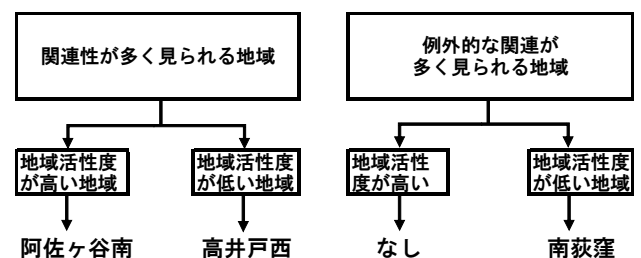 関連性が多く見られる地域
例外的な関連が
多く見られる地域
地域活性度
が高い地域
地域活性度
が低い地域
地域活性
度が高い
地域活性度
が低い地域
阿佐ヶ谷南
高井戸西
なし
南荻窪